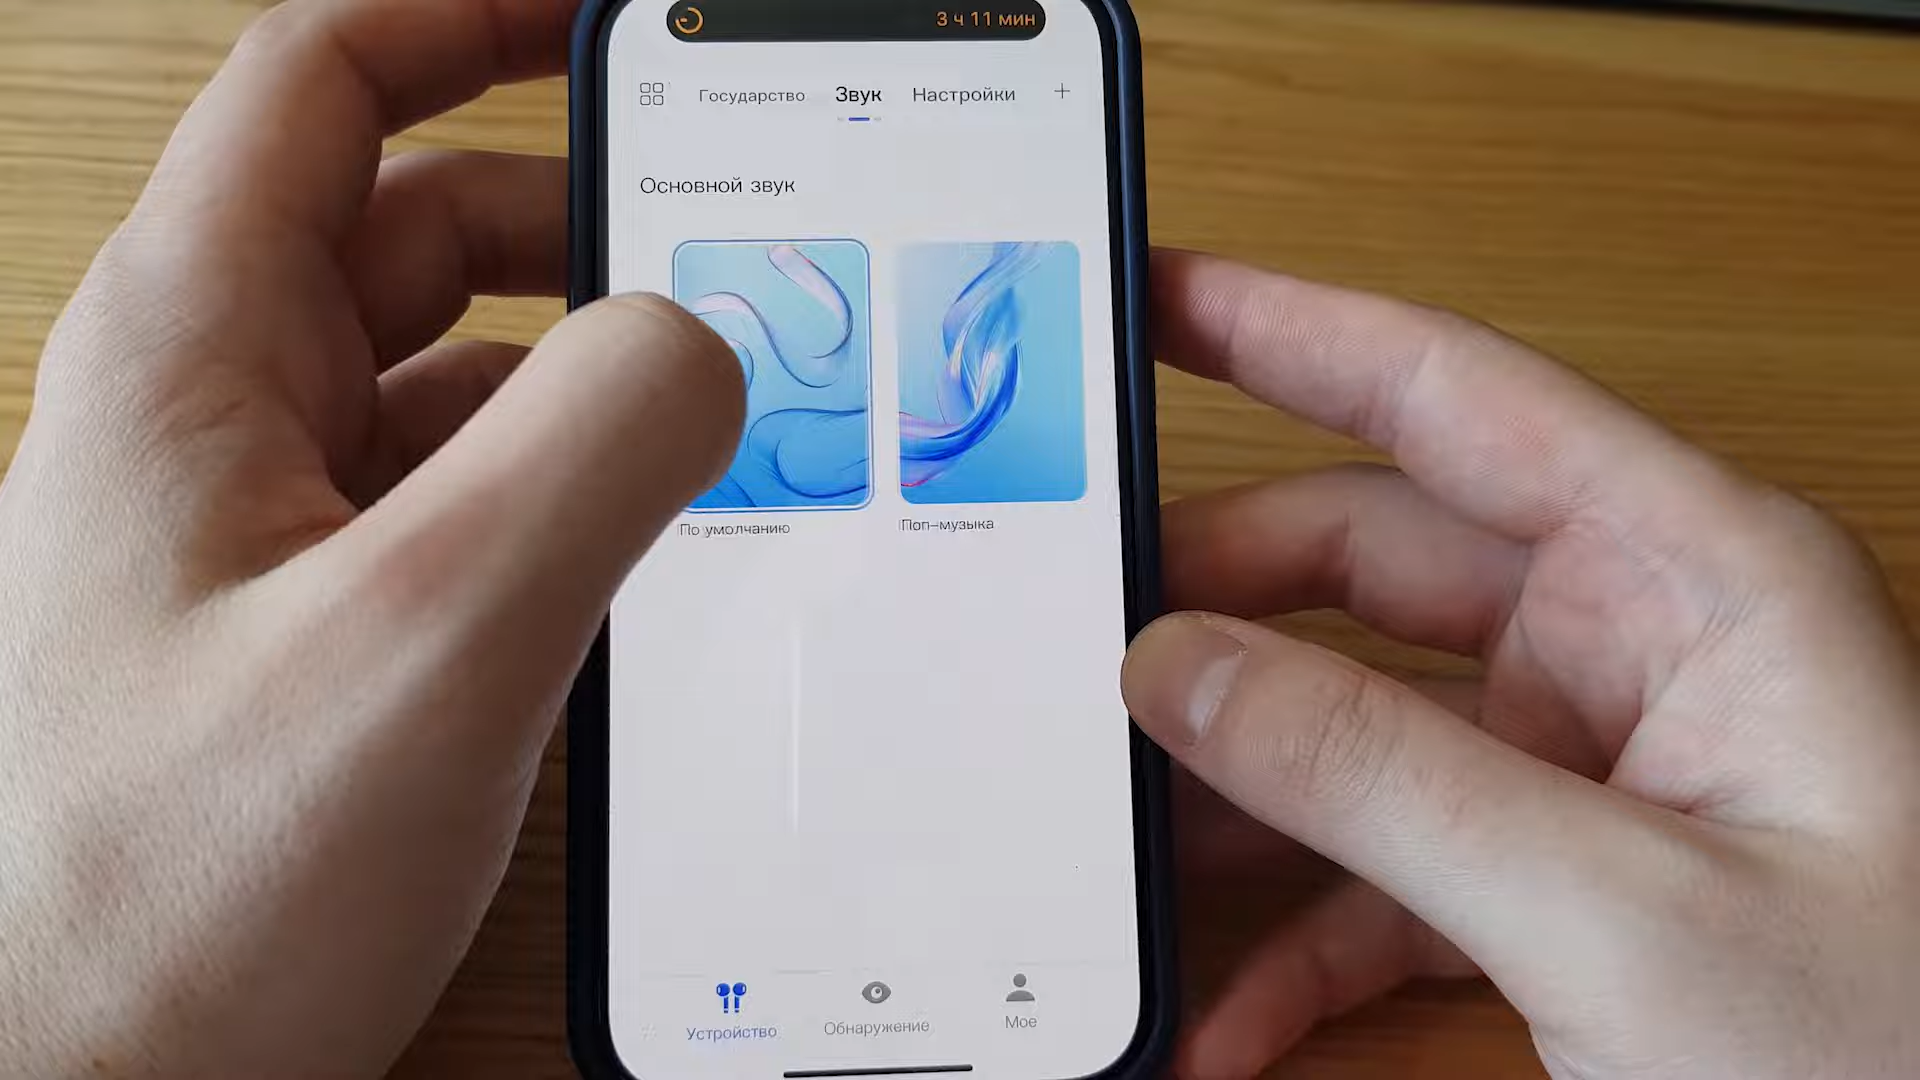 3 ч 11 мин
Государство Звук Настройки +
Основной звук
По умолчанию Поп-музыка
Устройство Обнаружение Мое